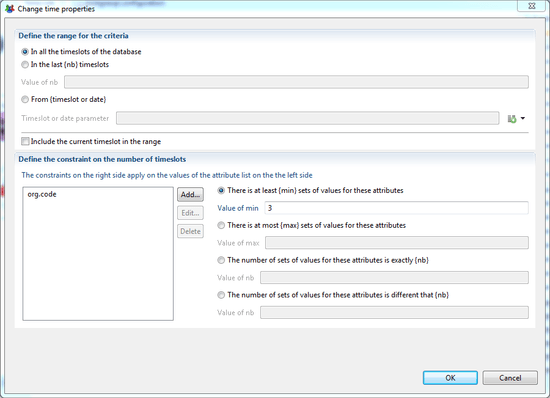 Change time properties
Define the range for the criteria
In all the timeslots of the database
In the last {nb} timeslots
Value of nb
From {timeslot or date}
Timeslot or date parameter
Include the current timeslot in the range
Define the constraint on the number of timeslots
The constraints on the right side apply on the values of the attribute list on the the left side
org.code
Add...
Edit...
Delete
There is at least {min} sets of values for these attributes
Value of min 3
There is at most {max} sets of values for these attributes
Value of max
The number of sets of values for these attributes is exactly {nb}
Value of nb
The number of sets of values for these attributes is different that {nb}
Value of nb
OK
Cancel